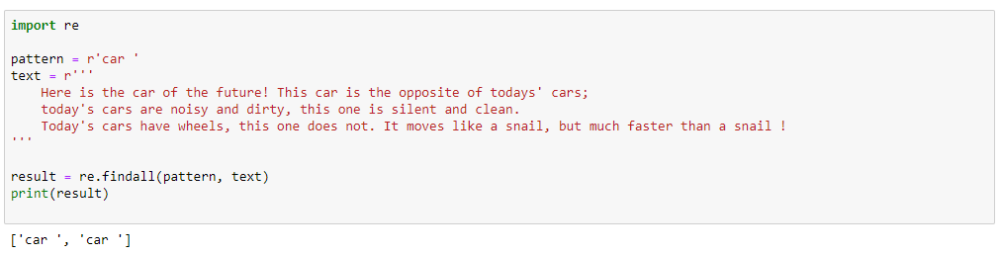 import re
pattern = r'car '
text = r'''
Here is the car of the future! This car is the opposite of todays' cars;
today's cars are noisy and dirty, this one is silent and clean.
Today's cars have wheels, this one does not. It moves like a snail, but much faster than a snail !
'''
result = re.findall(pattern, text)
print(result)
['car ', 'car ']